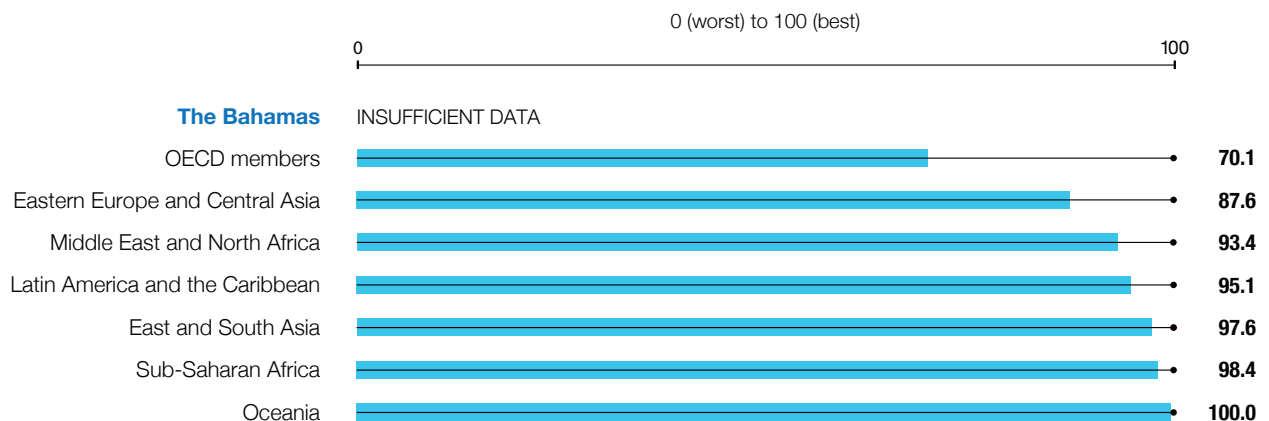 0 (worst) to 100 (best)
0 100
The Bahamas INSUFFICIENT DATA
OECD members 70.1
Eastern Europe and Central Asia 87.6
Middle East and North Africa 93.4
Latin America and the Caribbean 95.1
East and South Asia 97.6
Sub-Saharan Africa 98.4
Oceania 100.0